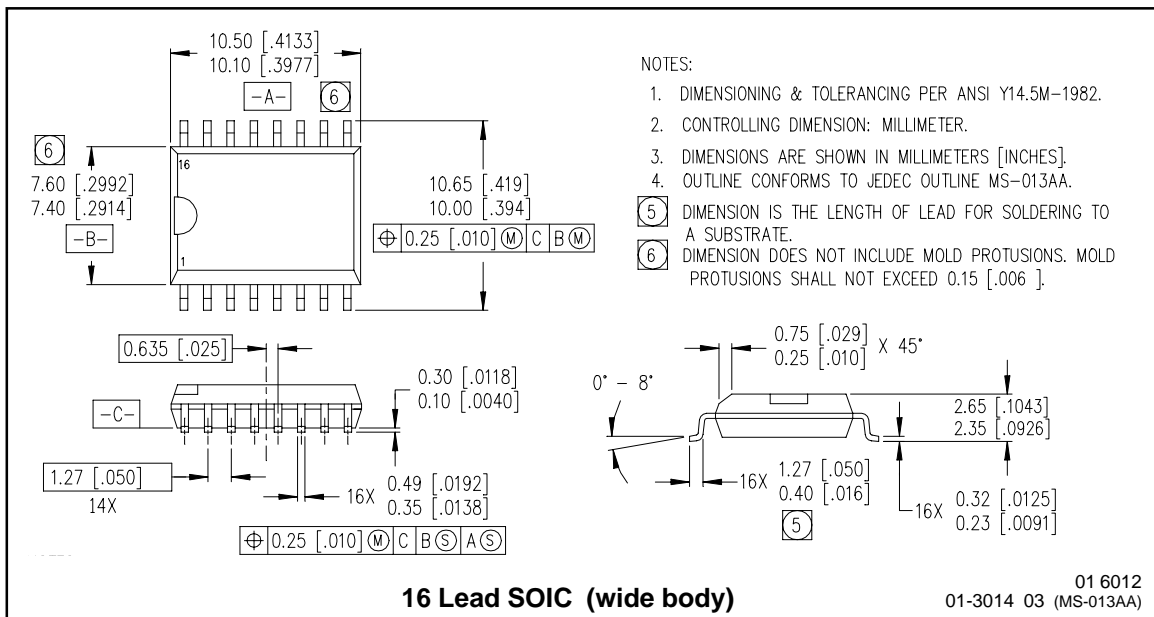 10.50 [.4133]
10.10 [.3977]
-A-
6
NOTES:
1. DIMENSIONING & TOLERANCING PER ANSI Y14.5M-1982.
2. CONTROLLING DIMENSION: MILLIMETER.
3. DIMENSIONS ARE SHOWN IN MILLIMETERS [INCHES].
4. OUTLINE CONFORMS TO JEDEC OUTLINE MS-013AA.
5 DIMENSION IS THE LENGTH OF LEAD FOR SOLDERING TO
A SUBSTRATE.
6 DIMENSION DOES NOT INCLUDE MOLD PROTUSIONS. MOLD
PROTUSIONS SHALL NOT EXCEED 0.15 [.006 ].
6
7.60 [.2992]
7.40 [.2914]
-B-
16
1
10.65 [.419]
10.00 [.394]
⌖ 0.25 [.010] Ⓜ C B Ⓜ
0.635 [.025]
-C-
0.30 [.0118]
0.10 [.0040]
1.27 [.050]
14X
16X 0.49 [.0192]
0.35 [.0138]
⌖ 0.25 [.010] Ⓜ C B Ⓢ A Ⓢ
0.75 [.029]
0.25 [.010] X 45°
0° - 8°
2.65 [.1043]
2.35 [.0926]
16X 1.27 [.050]
0.40 [.016]
5
16X 0.32 [.0125]
0.23 [.0091]
16 Lead SOIC (wide body)
01 6012
01-3014 03 (MS-013AA)